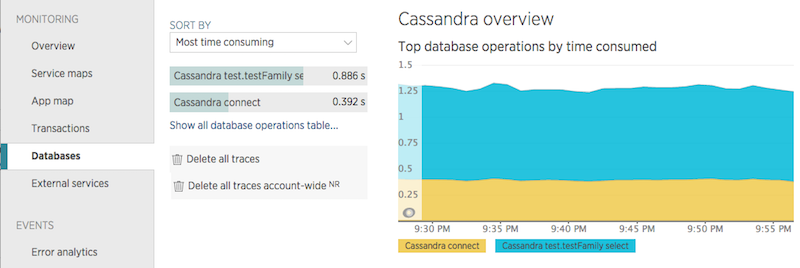 MONITORING
Overview
Service maps
App map
Transactions
Databases
External services
EVENTS
Error analytics
SORT BY
Most time consuming
Cassandra test.testFamily se 0.886 s
Cassandra connect 0.392 s
Show all database operations table...
Delete all traces
Delete all traces account-wide NR
Cassandra overview
Top database operations by time consumed
1.5
1.25
1
0.75
0.5
0.25
9:30 PM 9:35 PM 9:40 PM 9:45 PM 9:50 PM 9:55 PM
Cassandra connect Cassandra test.testFamily select